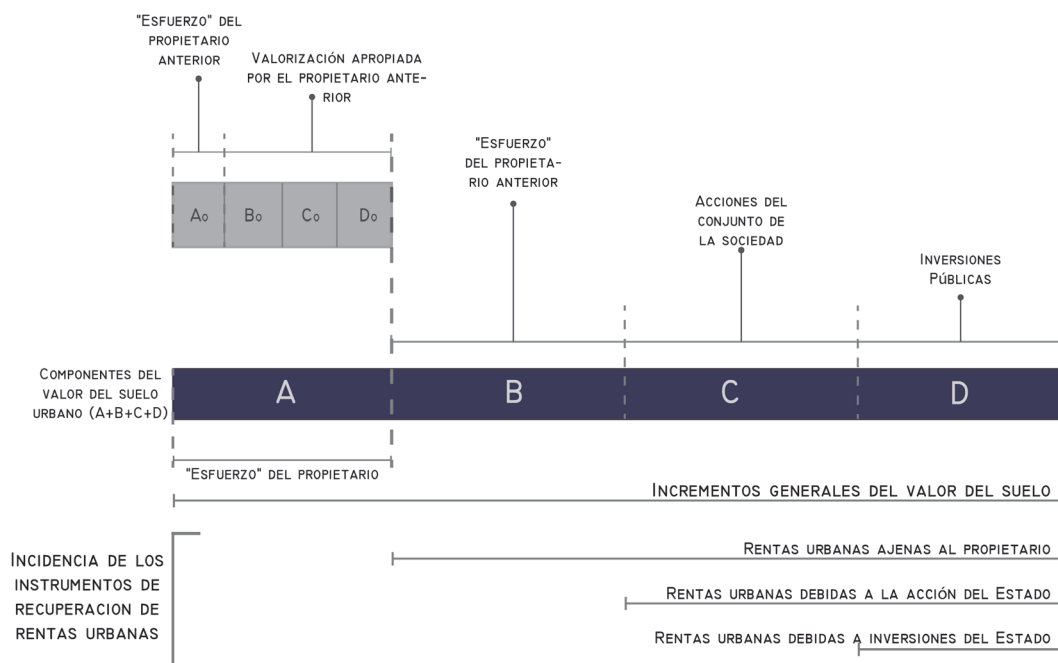 "Esfuerzo" del
propietario
anterior
Valorización apropiada
por el propietario ante-
rior
Ao
Bo
Co
Do
"Esfuerzo"
del propieta-
rio anterior
Acciones del
conjunto de
la sociedad
Inversiones
Públicas
Componentes del
valor del suelo
urbano (A+B+C+D)
A
B
C
D
"Esfuerzo" del propietario
Incrementos generales del valor del suelo
Incidencia de los
instrumentos de
recuperacion de
rentas urbanas
Rentas urbanas ajenas al propietario
Rentas urbanas debidas a la acción del Estado
Rentas urbanas debidas a inversiones del Estado